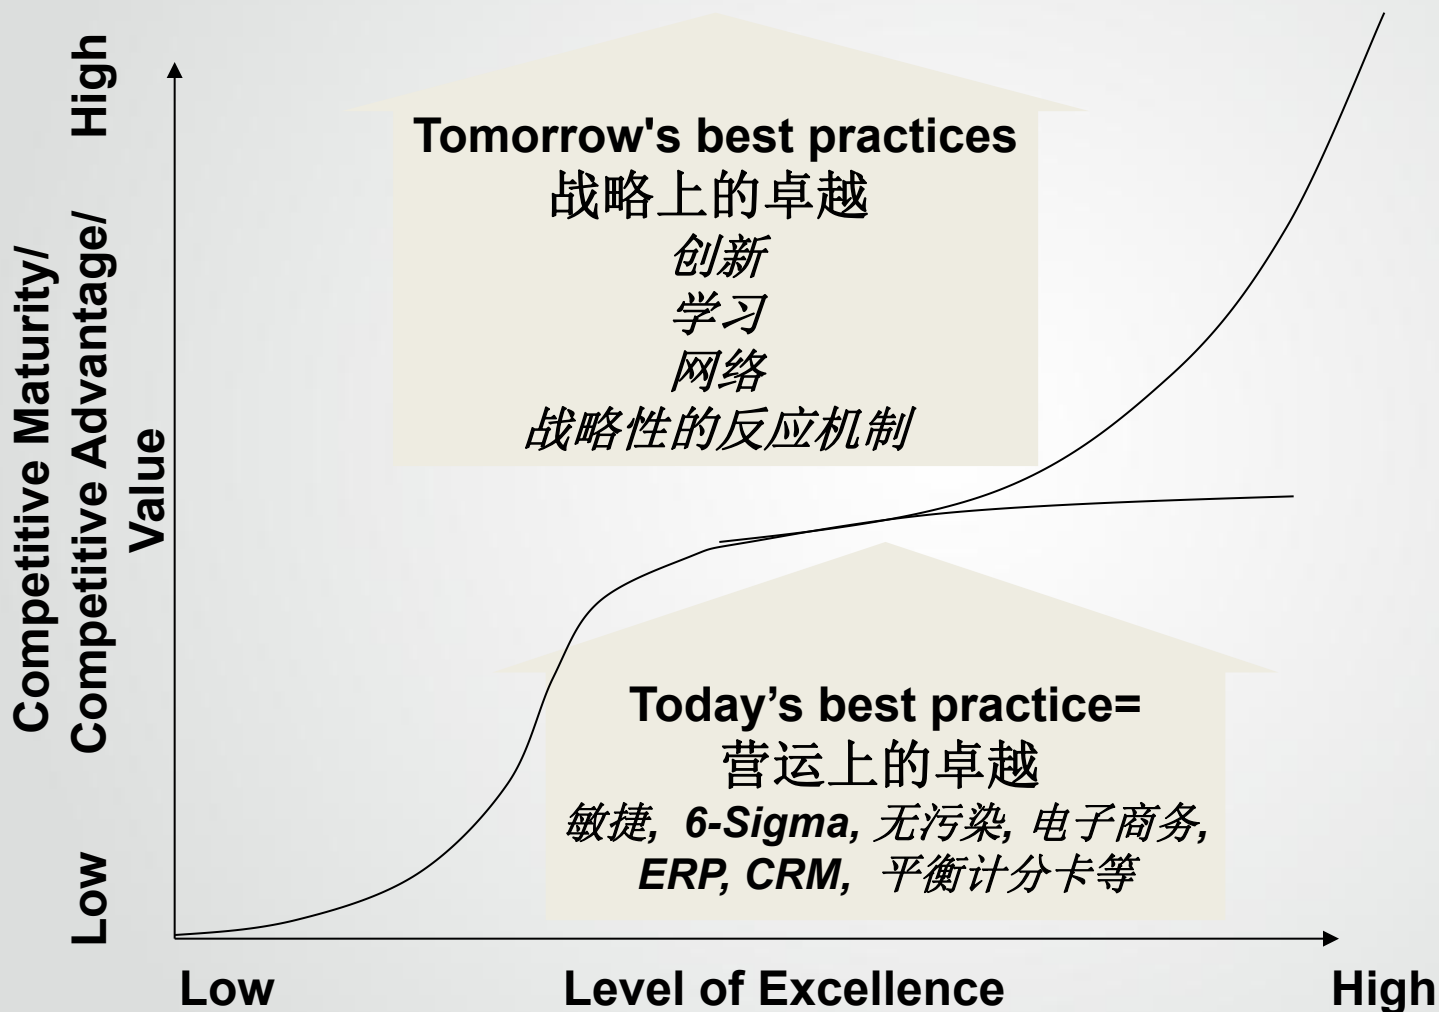 High
Low
Competitive Maturity/
Competitive Advantage/
Value
Tomorrow's best practices
战略上的卓越
创新
学习
网络
战略性的反应机制
Today’s best practice=
营运上的卓越
敏捷, 6-Sigma, 无污染, 电子商务,
ERP, CRM, 平衡计分卡等
Low
Level of Excellence
High